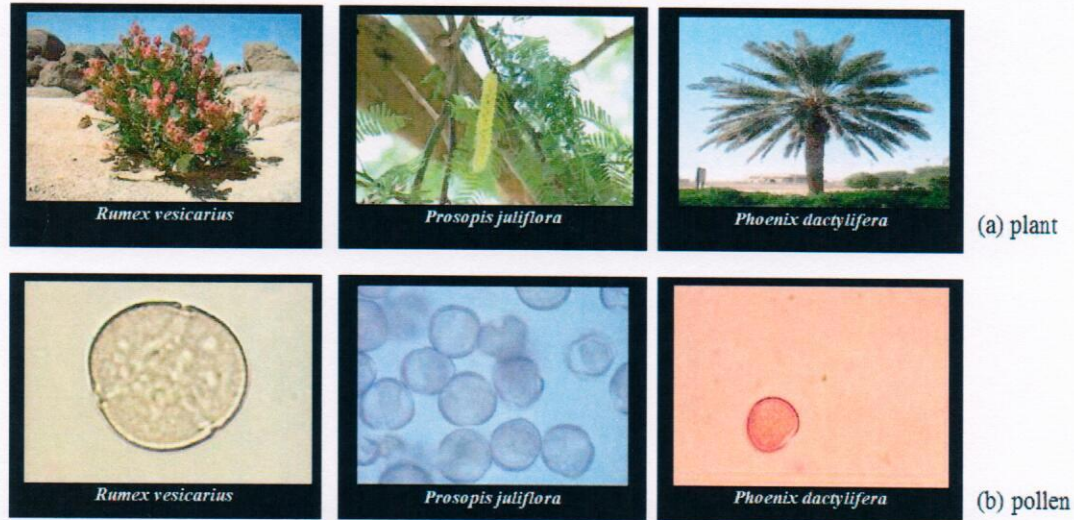 Rumex vesicarius
Prosopis juliflora
Phoenix dactylifera
(a) plant
Rumex vesicarius
Prosopis juliflora
Phoenix dactylifera
(b) pollen